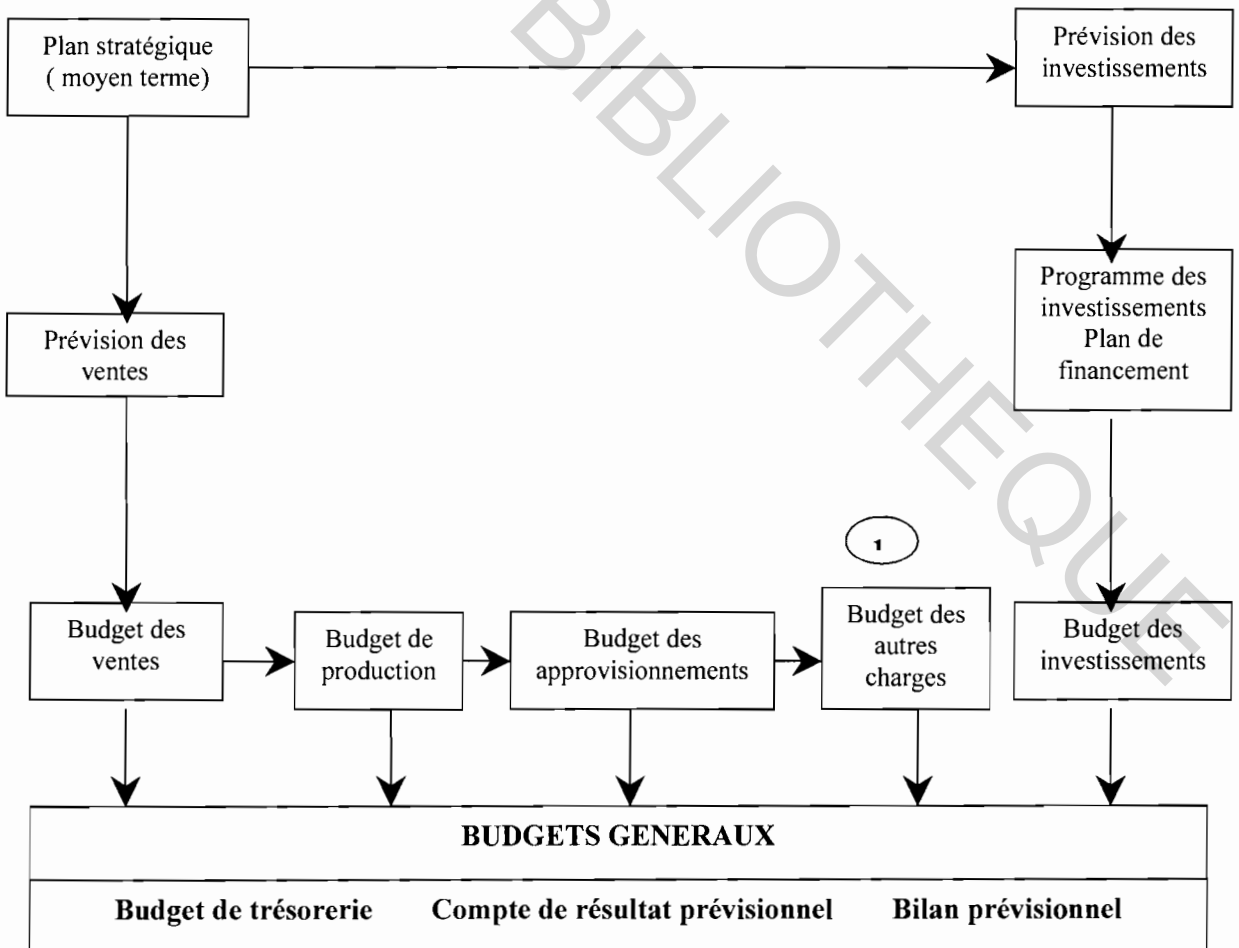 Plan stratégique
( moyen terme)
Prévision des
investissements
Prévision des
ventes
Programme des
investissements
Plan de
financement
1
Budget des
ventes
Budget de
production
Budget des
approvisionnements
Budget des
autres
charges
Budget des
investissements
BUDGETS GENERAUX
Budget de trésorerie Compte de résultat prévisionnel Bilan prévisionnel
BIBLIOTHEQUE